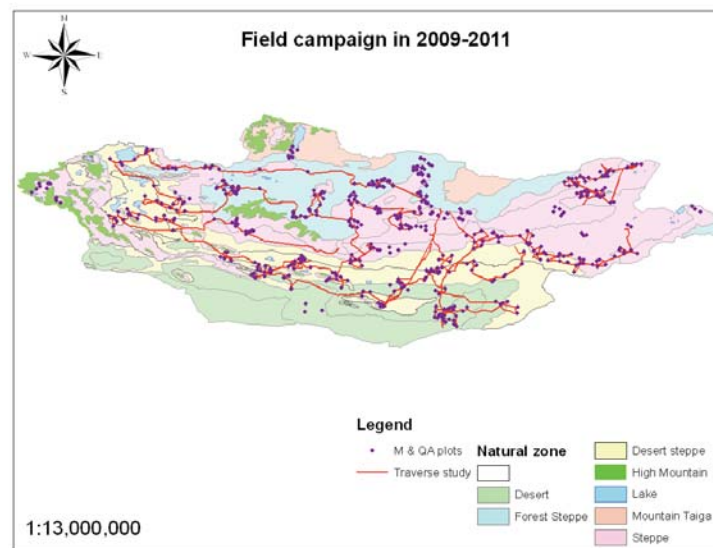 Field campaign in 2009-2011
N
W E
S
Legend
M & QA plots
Traverse study
Natural zone
Desert
Forest Steppe
Desert steppe
High Mountain
Lake
Mountain Taiga
Steppe
1:13,000,000